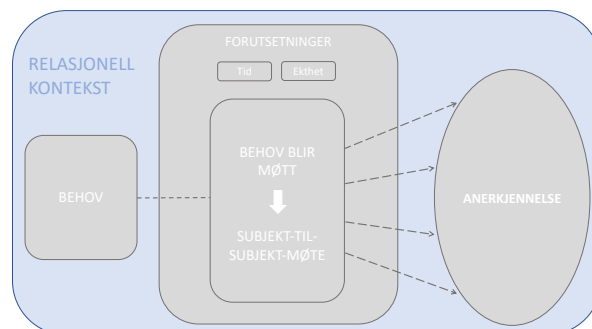 FORUTSETNINGER
RELASJONELL
KONTEKST
Tid
Ekthet
BEHOV
BEHOV BLIR
MØTT
SUBJEKT-TIL-
SUBJEKT-MØTE
ANERKJENNELSE